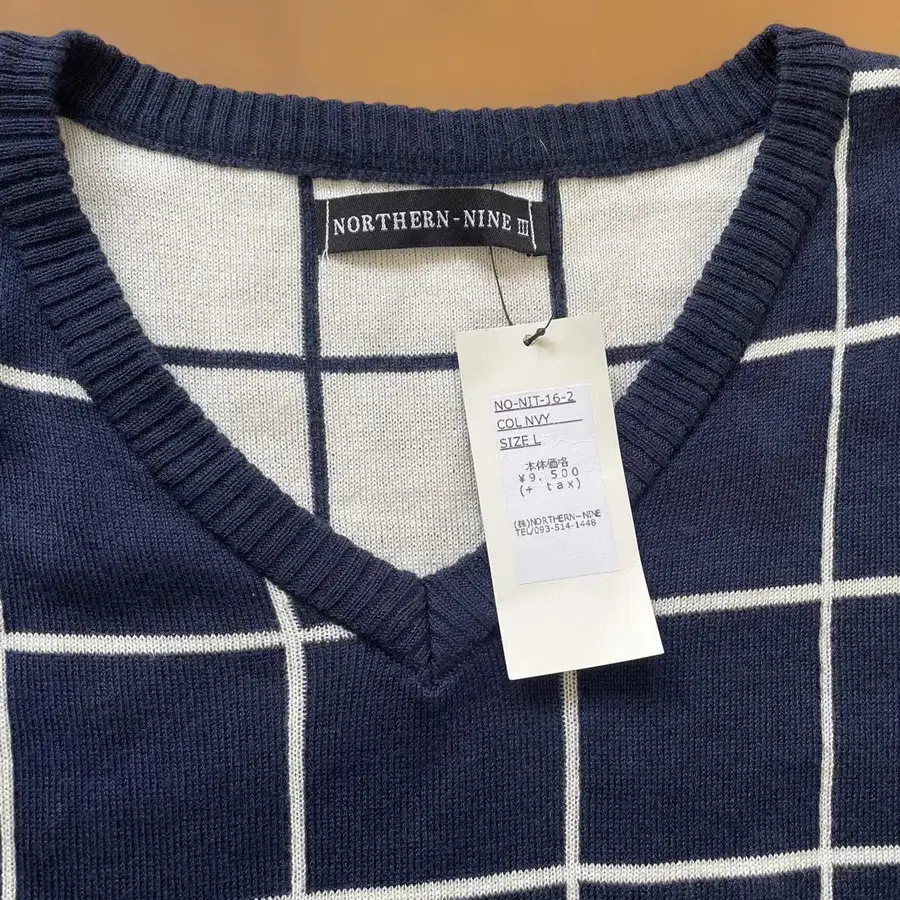 NORTHERN-NINE III
NO-NIT-16-2
COL NVY
SIZE L
本体価格
¥9,500
(+ tax)
(株)NORTHERN-NINE
TEL/093-514-1448